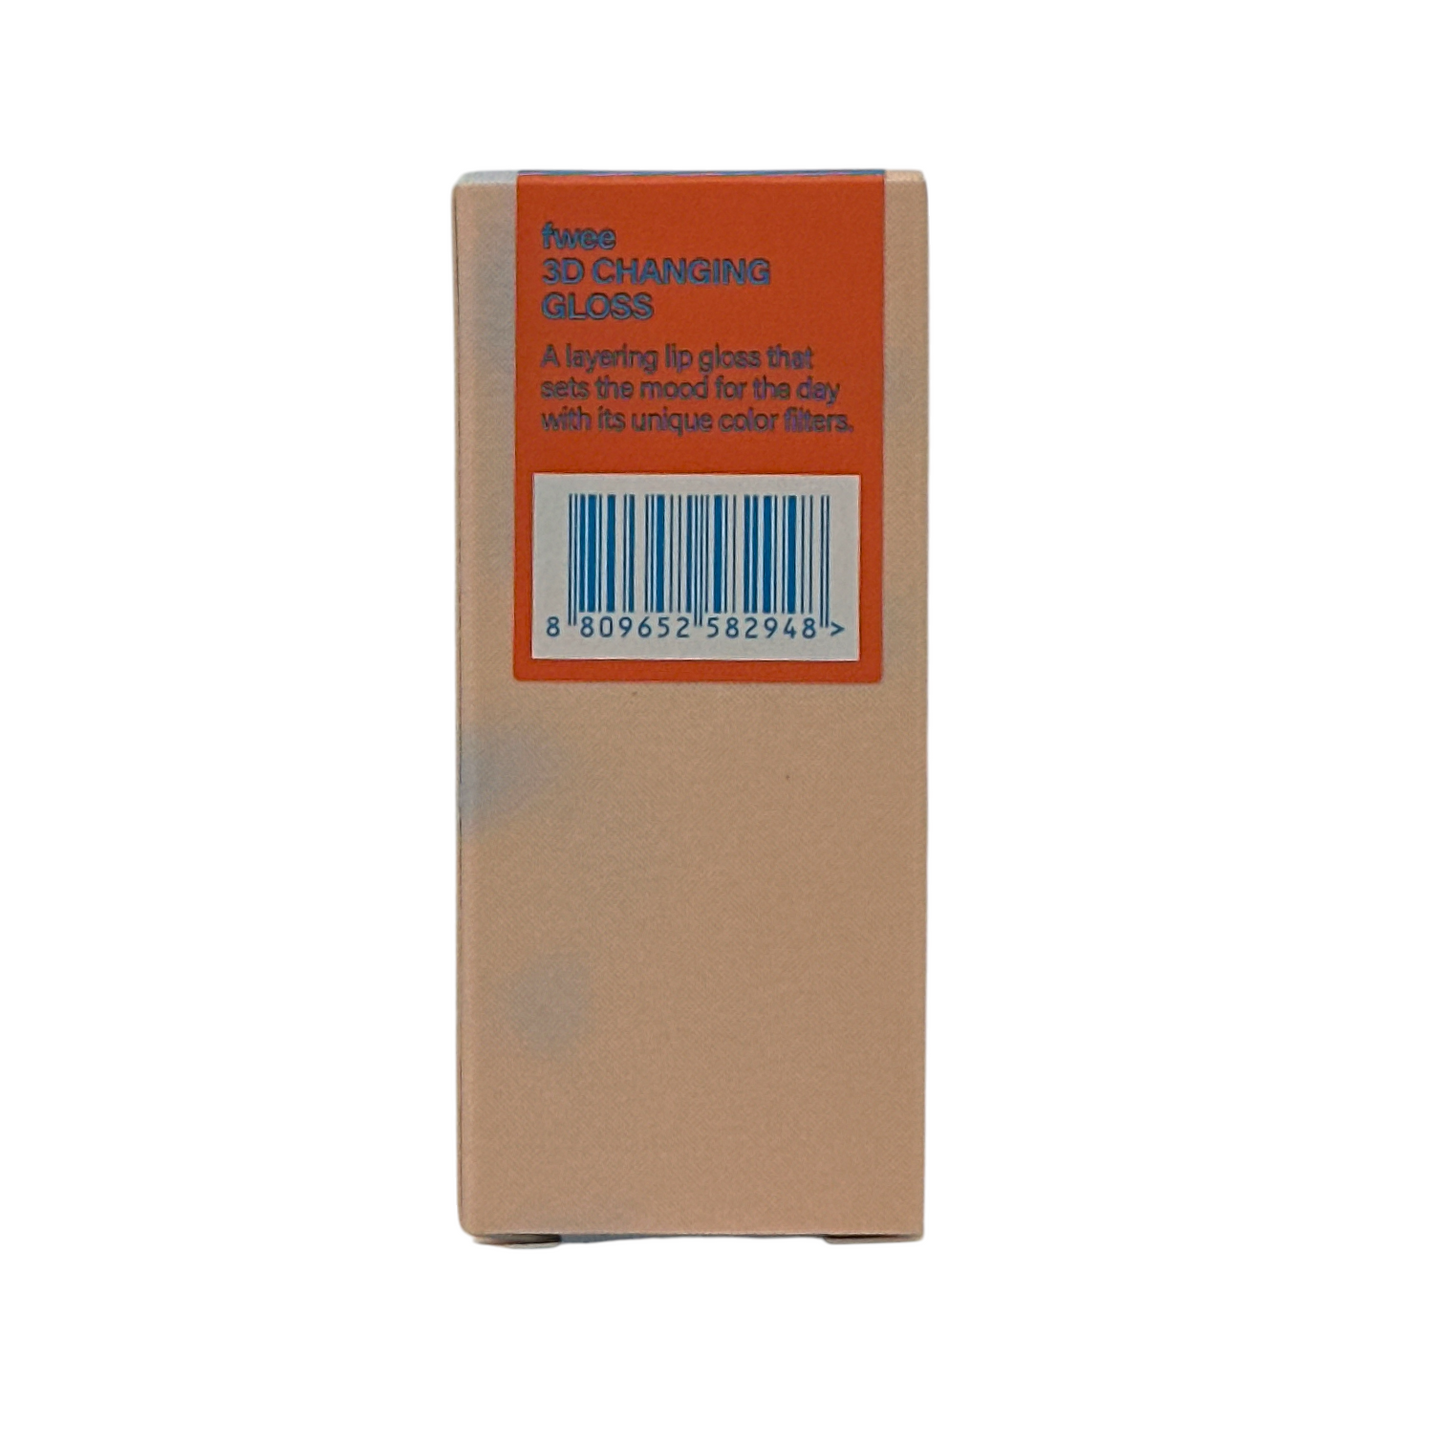 fwee
3D CHANGING
GLOSS
A layering lip gloss that
sets the mood for the day
with its unique color filters.
8 809652 582948 >